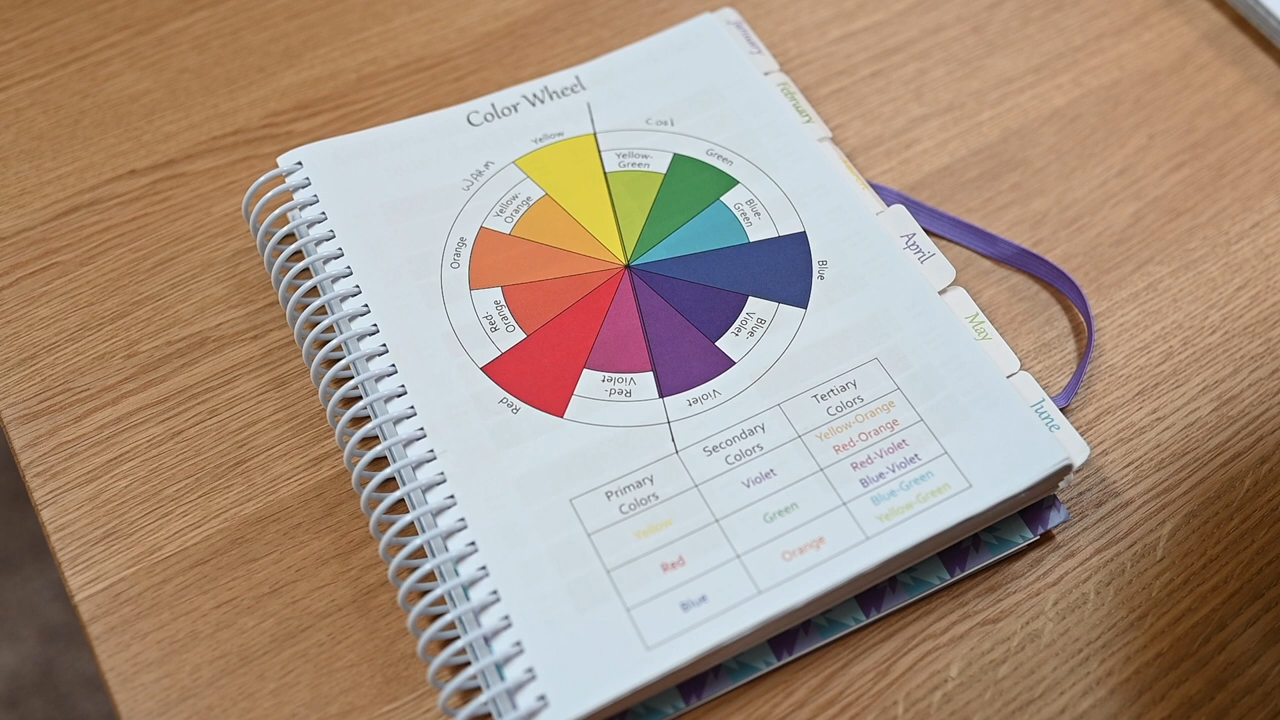 Color Wheel
Cool
WARM
Yellow
Yellow-
Green
Green
Blue-
Green
Blue
Blue-
Violet
Violet
Red-
Violet
Red
Red-
Orange
Orange
Yellow-
Orange
Primary
Colors
Secondary
Colors
Tertiary
Colors
Yellow
Red
Blue
Violet
Green
Orange
Yellow-Orange
Red-Orange
Red-Violet
Blue-Violet
Blue-Green
Yellow-Green
February
April
May
June